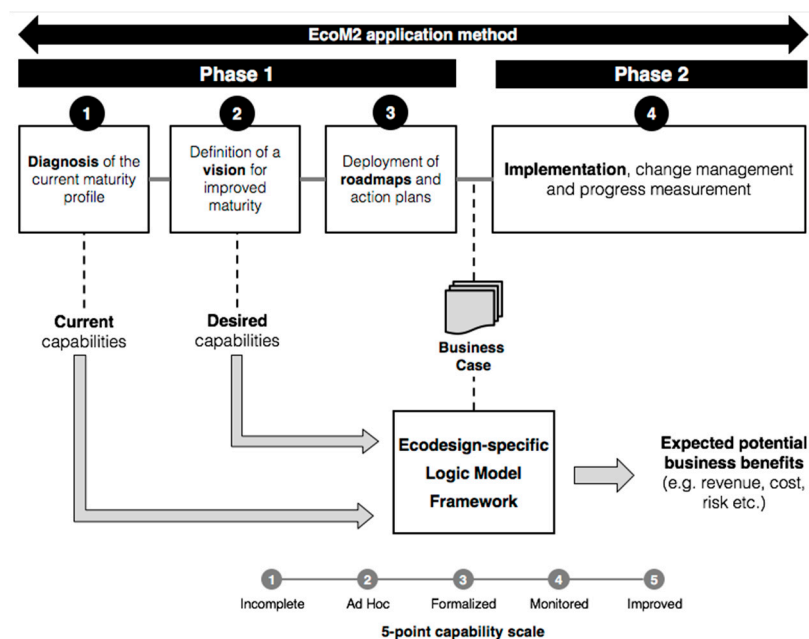 EcoM2 application method
Phase 1
Phase 2
1
2
3
4
Diagnosis of the
current maturity
profile
Definition of a
vision for
improved
maturity
Deployment of
roadmaps and
action plans
Implementation, change management
and progress measurement
Current
capabilities
Desired
capabilities
Business
Case
Ecodesign-specific
Logic Model
Framework
Expected potential
business benefits
(e.g. revenue, cost,
risk etc.)
1
2
3
4
5
Incomplete
Ad Hoc
Formalized
Monitored
Improved
5-point capability scale